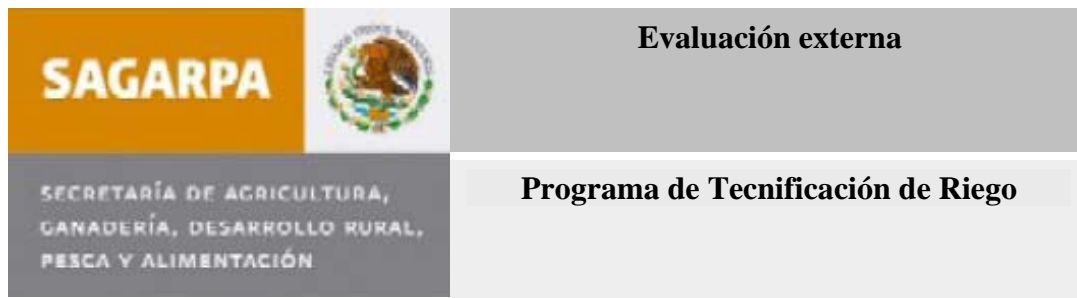 SAGARPA
SECRETARÍA DE AGRICULTURA,
GANADERÍA, DESARROLLO RURAL,
PESCA Y ALIMENTACIÓN
Evaluación externa
Programa de Tecnificación de Riego